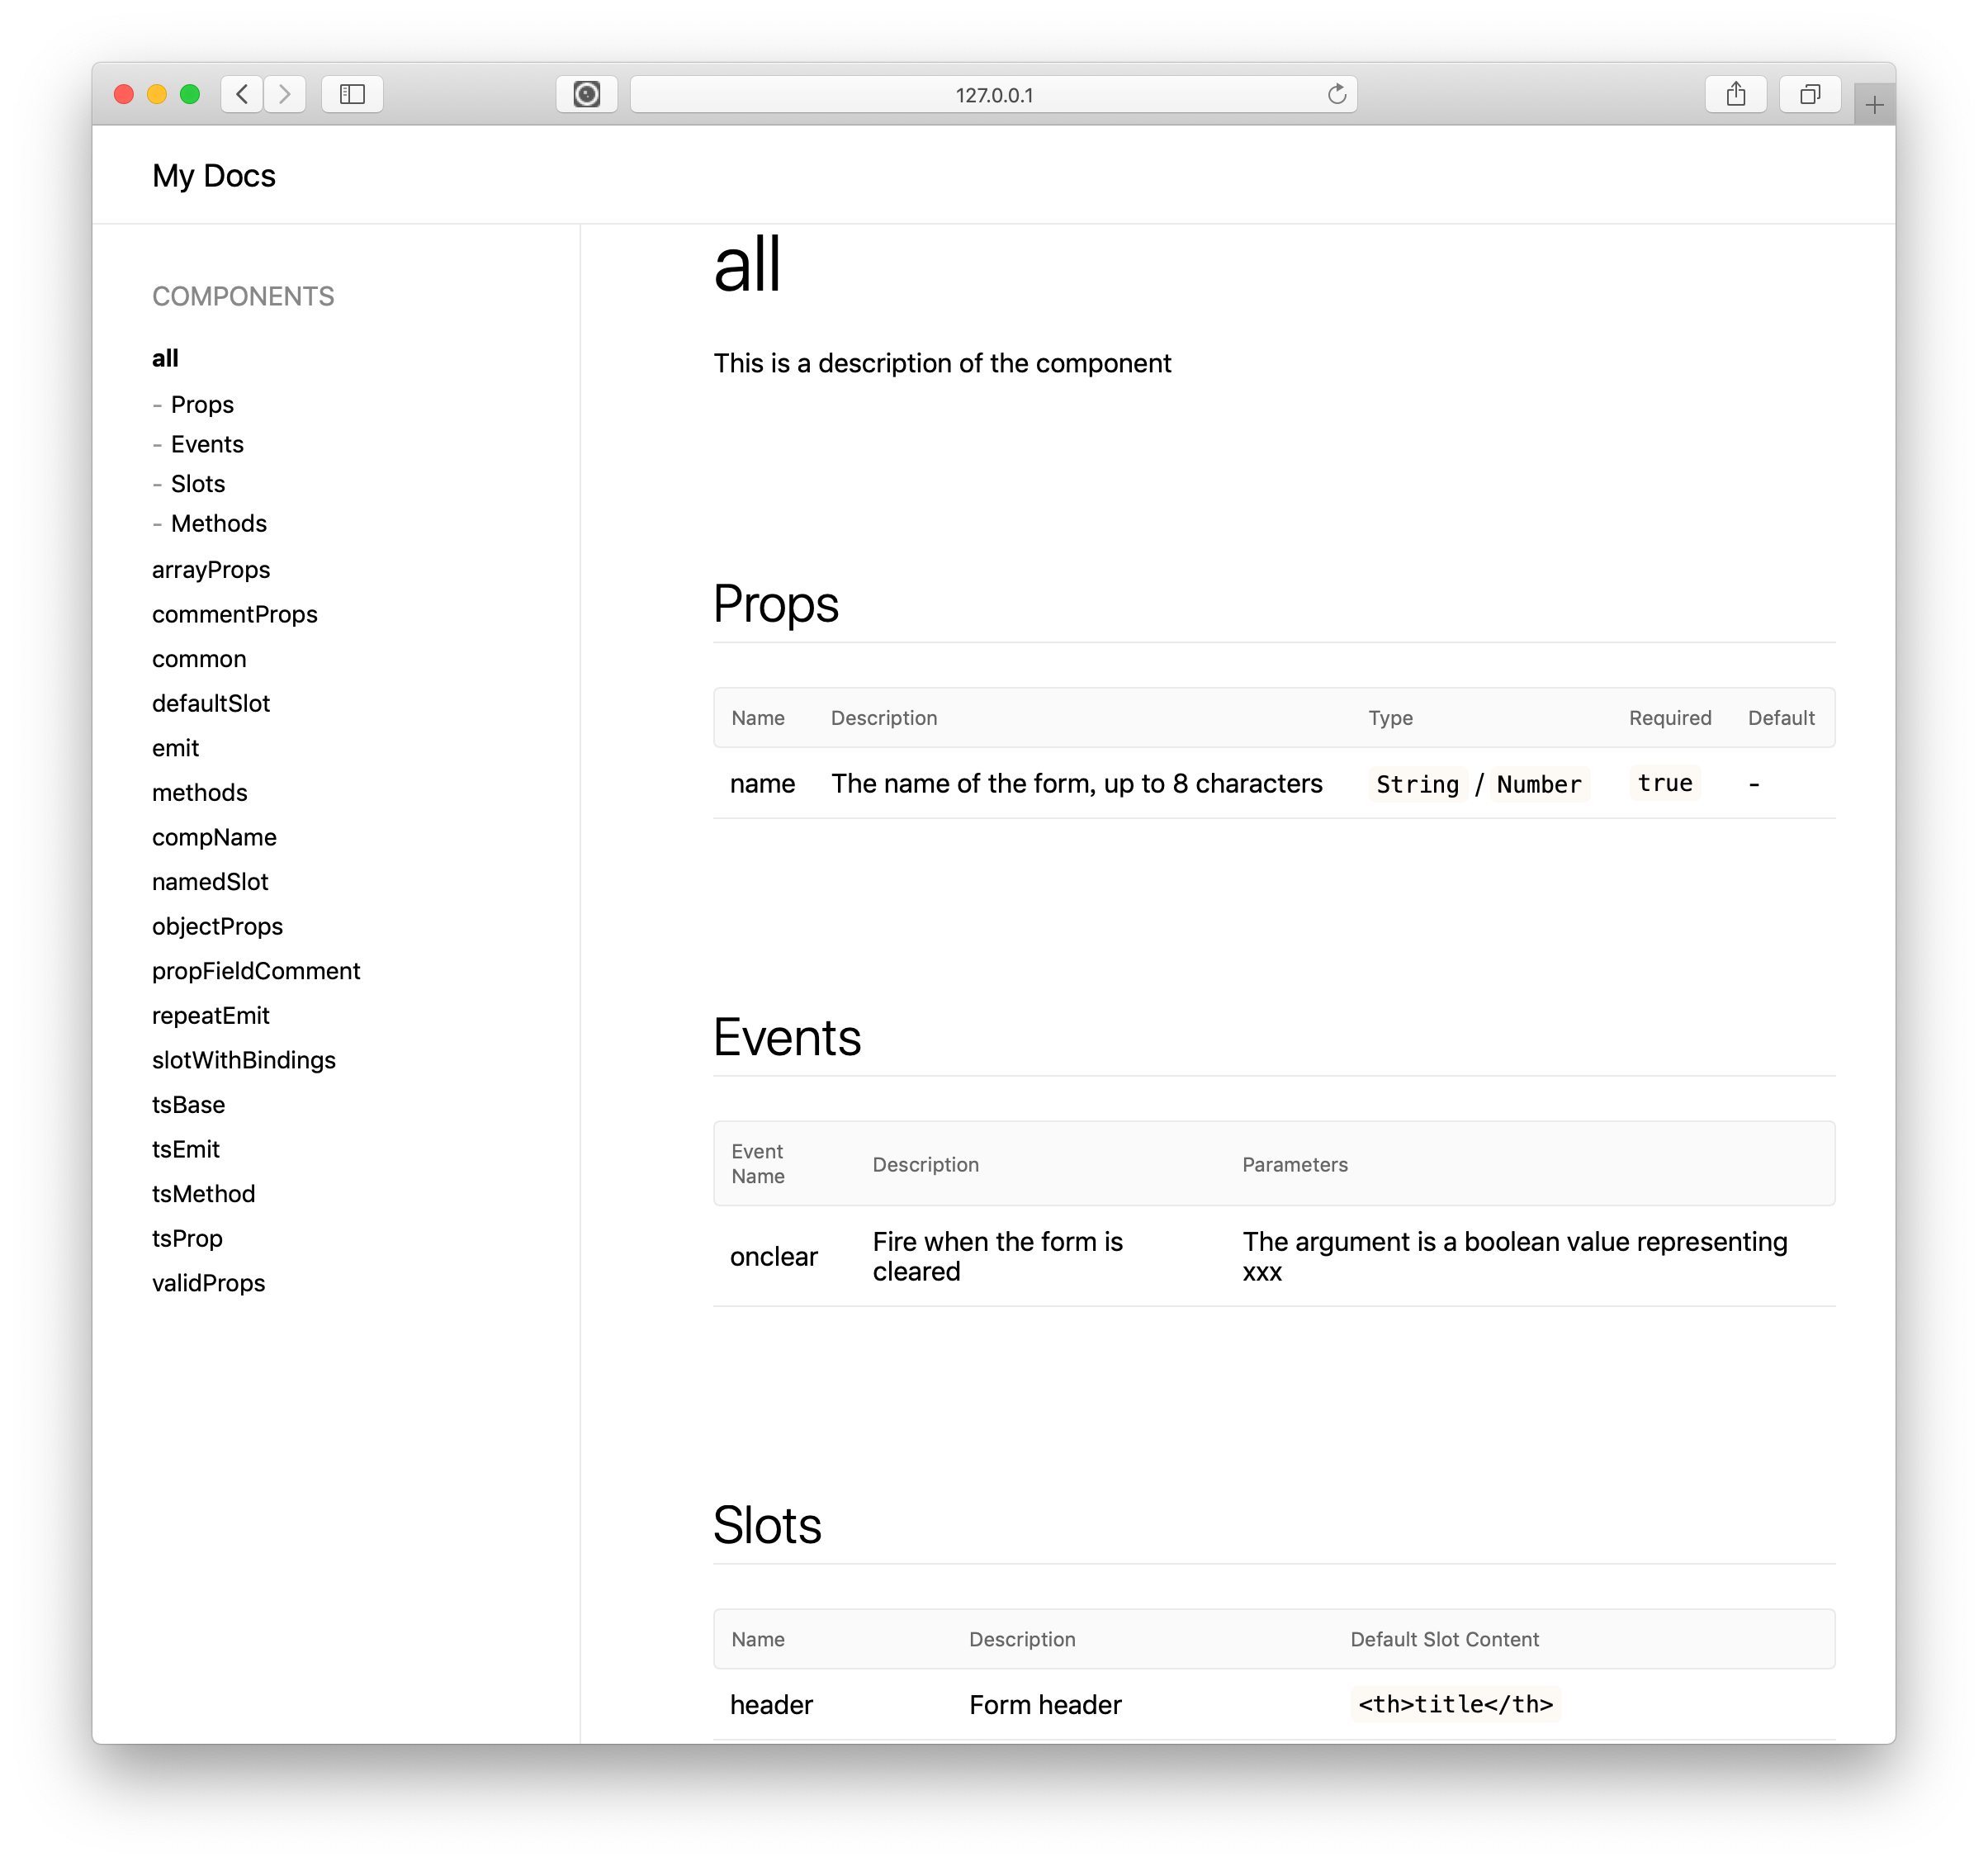 127.0.0.1
My Docs
COMPONENTS
all
- Props
- Events
- Slots
- Methods
arrayProps
commentProps
common
defaultSlot
emit
methods
compName
namedSlot
objectProps
propFieldComment
repeatEmit
slotWithBindings
tsBase
tsEmit
tsMethod
tsProp
validProps
all
This is a description of the component
Props
Name Description Type Required Default
name The name of the form, up to 8 characters String / Number true -
Events
Event
Name Description Parameters
onclear Fire when the form is
cleared The argument is a boolean value representing
xxx
Slots
Name Description Default Slot Content
header Form header <th>title</th>